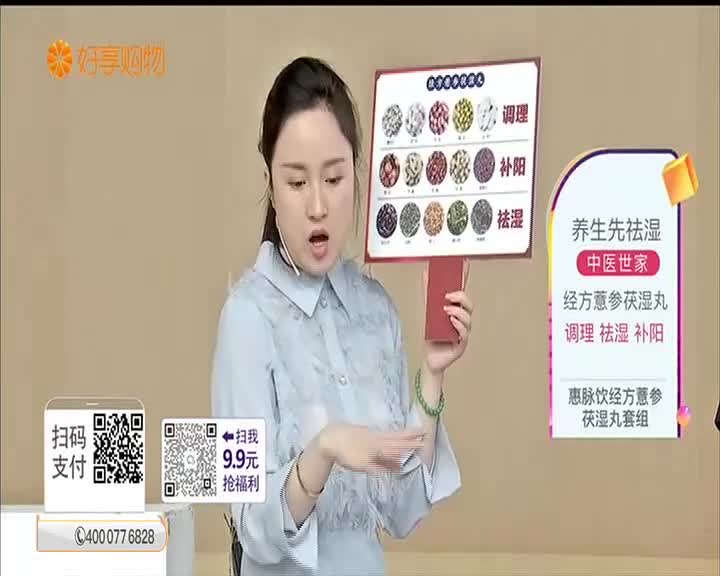 好享购物
调理
补阳
祛湿
养生先祛湿
中医世家
经方薏参茯湿丸
调理 祛湿 补阳
惠脉饮经方薏参
茯湿丸套组
扫码
支付
扫我
9.9元
抢福利
400 077 6828